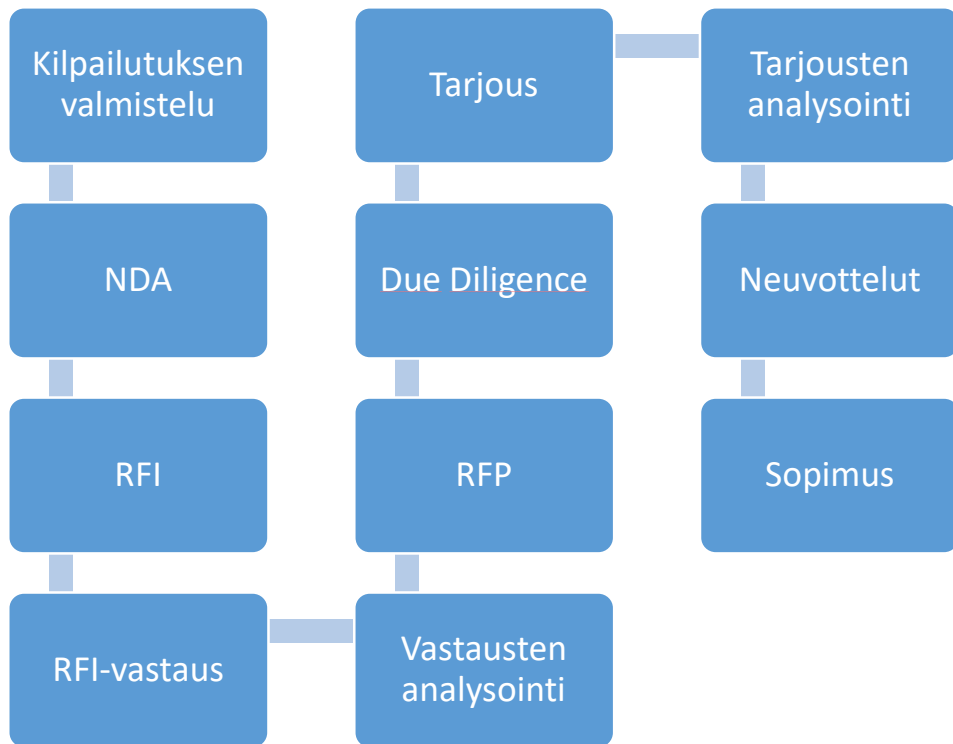 Kilpailutuksen
valmistelu
NDA
RFI
RFI-vastaus
Vastausten
analysointi
RFP
Due Diligence
Tarjous
Tarjousten
analysointi
Neuvottelut
Sopimus